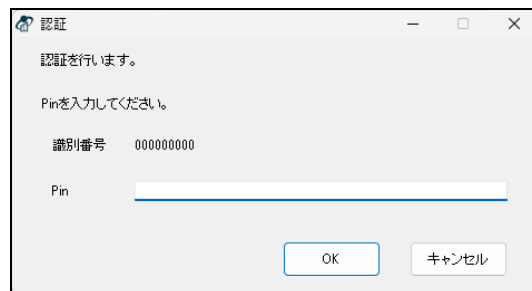 認証
認証を行います。
Pinを入力してください。
識別番号 000000000
Pin
OK キャンセル